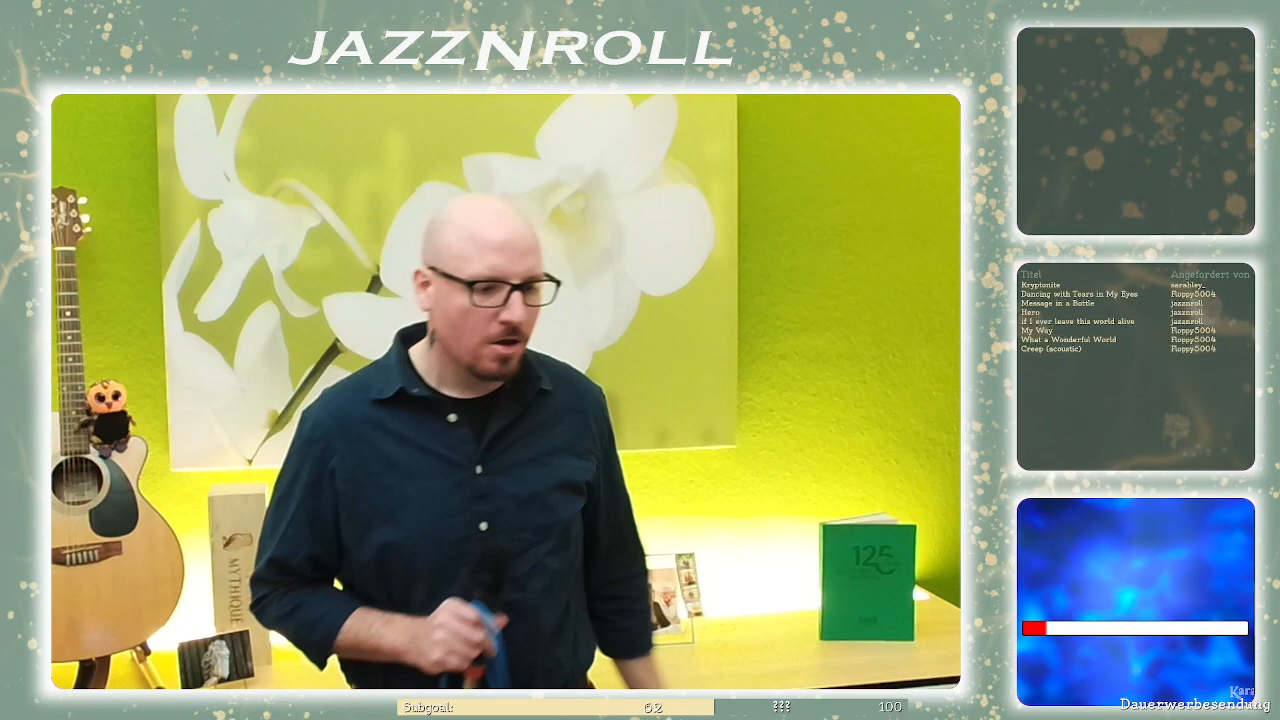 JAZZNROLL
Titel Angefordert von
Kryptonite sarahley_
Dancing with Tears in My Eyes Floppy5004
Message in a Bottle jazznroll
Hero jazznroll
if I ever leave this world alive jazznroll
My Way Floppy5004
What a Wonderful World Floppy5004
Creep (acoustic) Floppy5004
MYTHIQUE
125
Kara
Dauerwerbesendung
Subgoal: 62 ??? 100